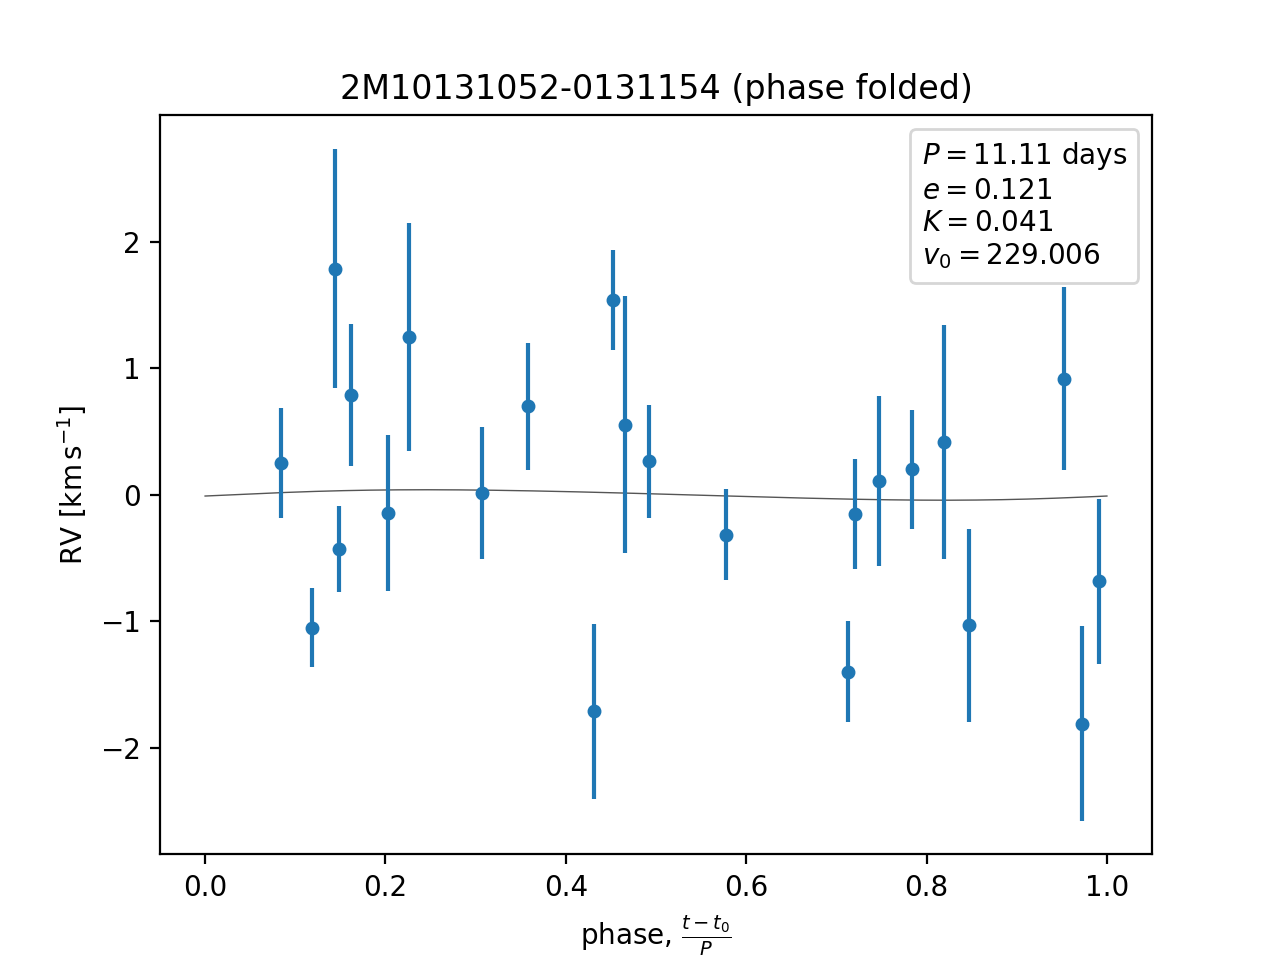 2M10131052-0131154 (phase folded)
P = 11.11 days
e = 0.121
K = 0.041
v₀ = 229.006
2
1
0
−1
−2
RV [km s⁻¹]
0.0 0.2 0.4 0.6 0.8 1.0
phase, (t − t₀)/P